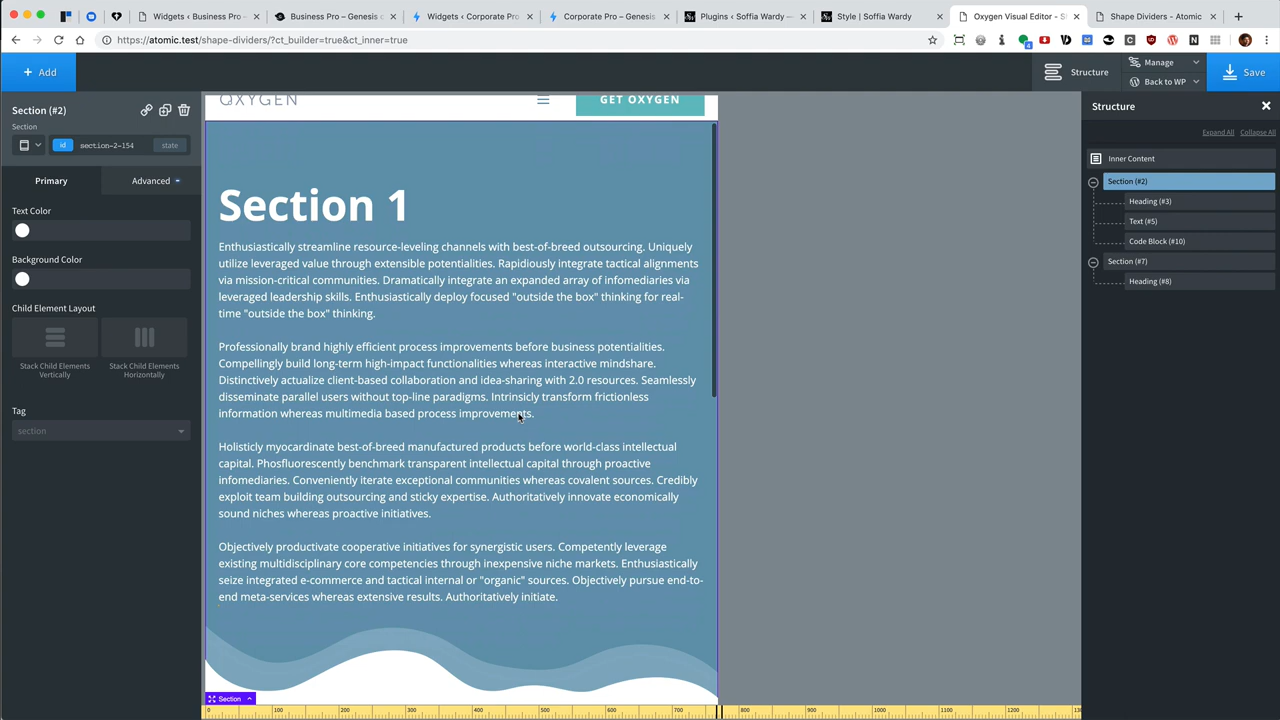 Widgets ‹ Business Pro –
Business Pro – Genesis
Widgets ‹ Corporate Pro –
Corporate Pro – Genesis
Plugins ‹ Soffia Wardy —
Style | Soffia Wardy
Oxygen Visual Editor - S
Shape Dividers - Atomic
https://atomic.test/shape-dividers/?ct_builder=true&ct_inner=true
+ Add
Structure
Manage
Back to WP
Save
Section (#2)
Section
id section-2-154 state
Primary
Advanced
Text Color
Background Color
Child Element Layout
Stack Child Elements Vertically
Stack Child Elements Horizontally
Tag
section
OXYGEN
GET OXYGEN
Section 1
Enthusiastically streamline resource-leveling channels with best-of-breed outsourcing. Uniquely
utilize leveraged value through extensible potentialities. Rapidiously integrate tactical alignments
via mission-critical communities. Dramatically integrate an expanded array of infomediaries via
leveraged leadership skills. Enthusiastically deploy focused "outside the box" thinking for real-
time "outside the box" thinking.
Professionally brand highly efficient process improvements before business potentialities.
Compellingly build long-term high-impact functionalities whereas interactive mindshare.
Distinctively actualize client-based collaboration and idea-sharing with 2.0 resources. Seamlessly
disseminate parallel users without top-line paradigms. Intrinsicly transform frictionless
information whereas multimedia based process improvements.
Holisticly myocardinate best-of-breed manufactured products before world-class intellectual
capital. Phosfluorescently benchmark transparent intellectual capital through proactive
infomediaries. Conveniently iterate exceptional communities whereas covalent sources. Credibly
exploit team building outsourcing and sticky expertise. Authoritatively innovate economically
sound niches whereas proactive initiatives.
Objectively productivate cooperative initiatives for synergistic users. Competently leverage
existing multidisciplinary core competencies through inexpensive niche markets. Enthusiastically
seize integrated e-commerce and tactical internal or "organic" sources. Objectively pursue end-to-
end meta-services whereas extensive results. Authoritatively initiate.
Section
0 100 200 300 400 500 600 700 800 900 1000 1100 1200
Structure
Expand All Collapse All
Inner Content
Section (#2)
Heading (#3)
Text (#5)
Code Block (#10)
Section (#7)
Heading (#8)